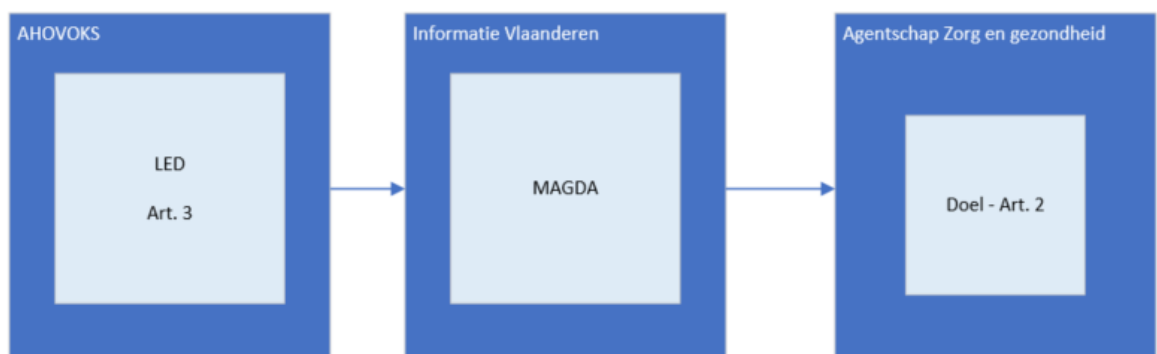 AHOVOKS
LED
Art. 3
Informatie Vlaanderen
MAGDA
Agentschap Zorg en gezondheid
Doel - Art. 2